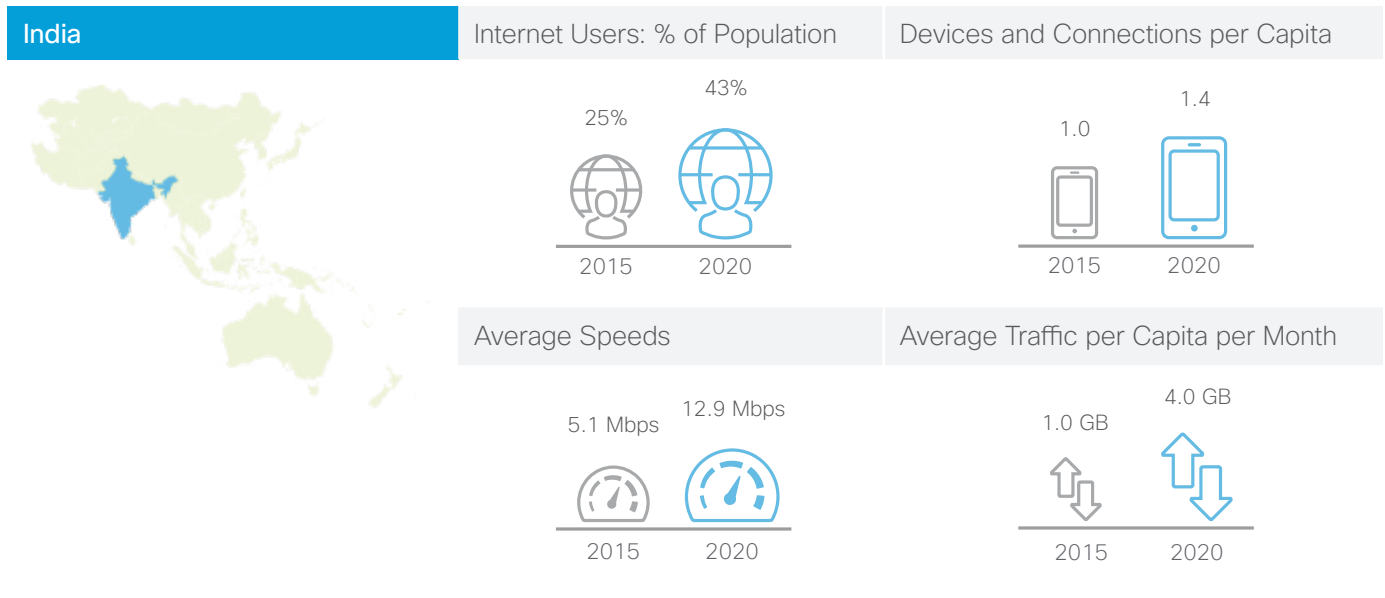 India
Internet Users: % of Population
25%
43%
2015
2020
Devices and Connections per Capita
1.0
1.4
2015
2020
Average Speeds
5.1 Mbps
12.9 Mbps
2015
2020
Average Traffic per Capita per Month
1.0 GB
4.0 GB
2015
2020